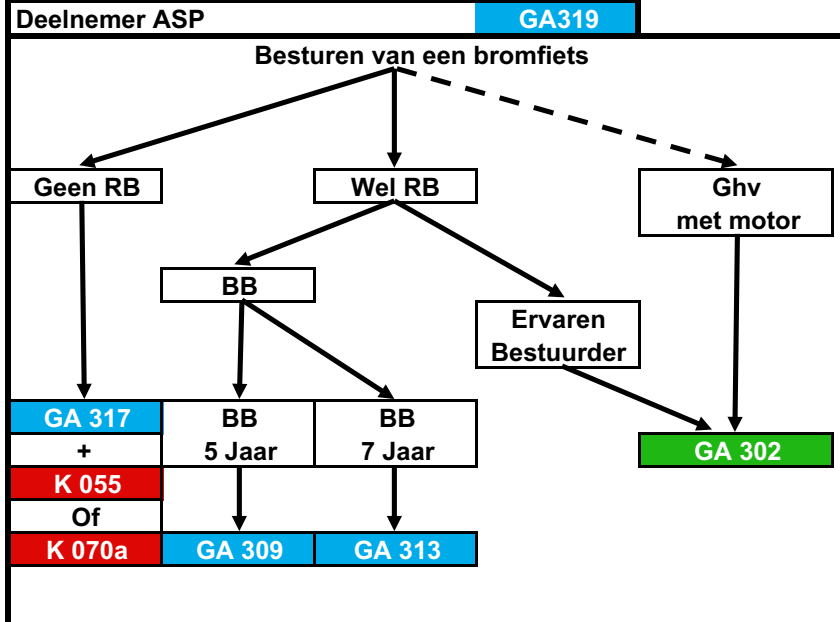 Deelnemer ASP GA319
Besturen van een bromfiets
Geen RB
Wel RB
Ghv
met motor
BB
Ervaren
Bestuurder
GA 317
+
K 055
Of
K 070a
BB
5 Jaar
GA 309
BB
7 Jaar
GA 313
GA 302